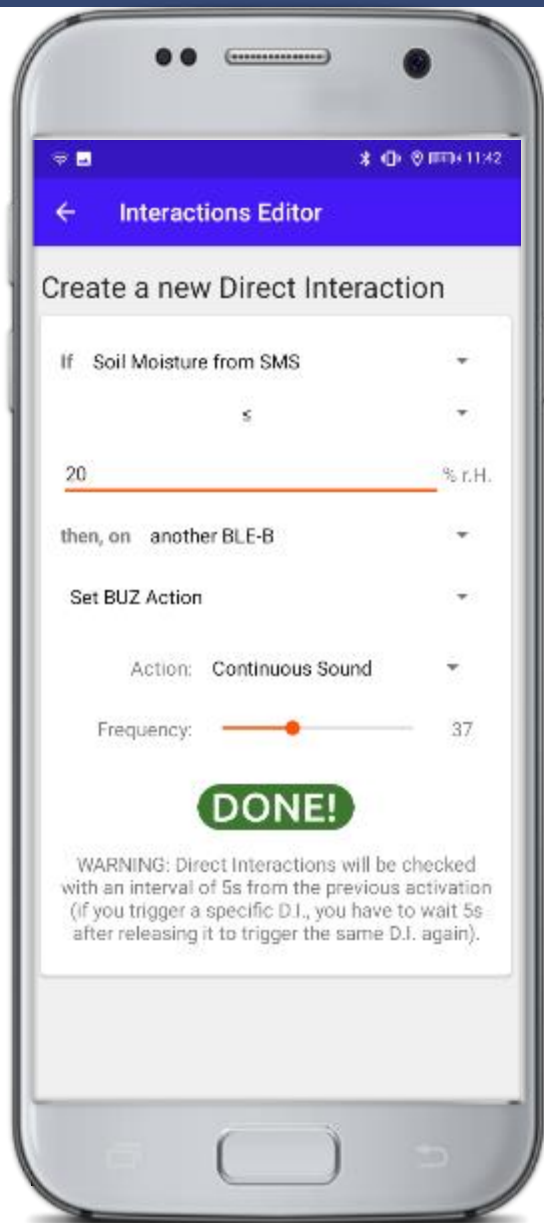 11:42
Interactions Editor
Create a new Direct Interaction
If Soil Moisture from SMS
≤
20 % r.H.
then, on another BLE-B
Set BUZ Action
Action: Continuous Sound
Frequency: 37
DONE!
WARNING: Direct Interactions will be checked
with an interval of 5s from the previous activation
(if you trigger a specific D.I., you have to wait 5s
after releasing it to trigger the same D.I. again).